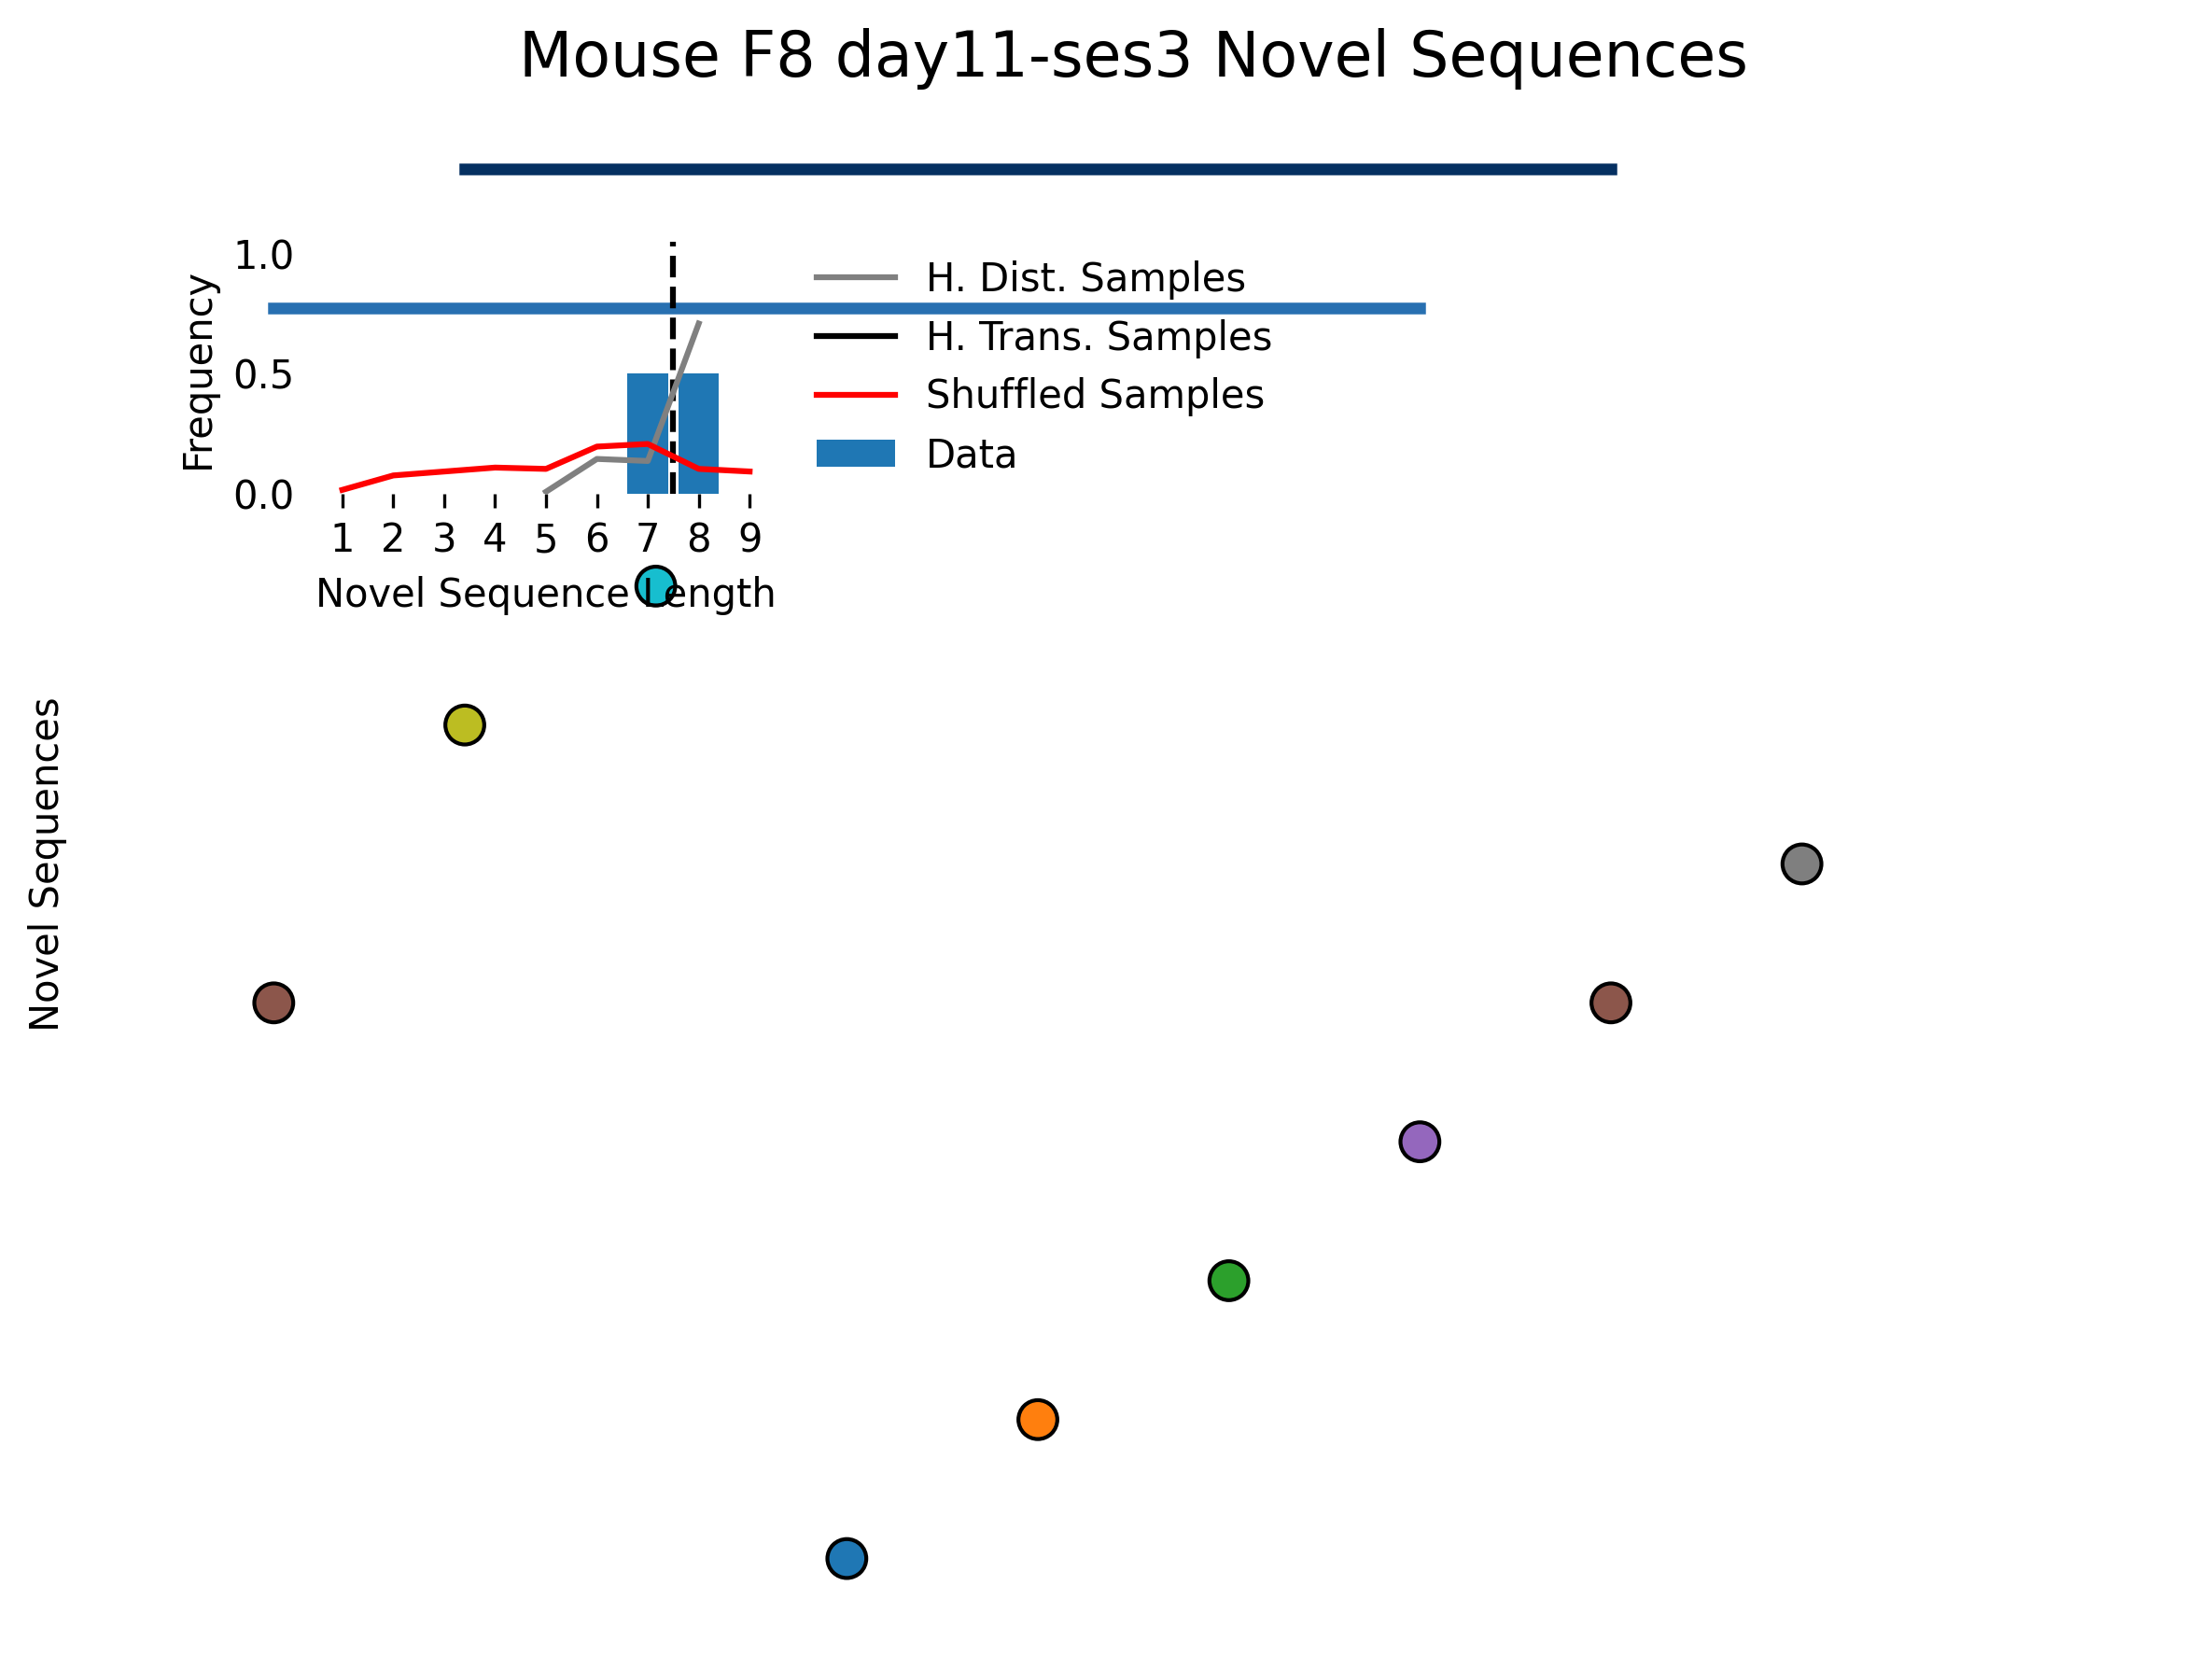 Mouse F8 day11-ses3 Novel Sequences
Frequency
1.0
0.5
0.0
1 2 3 4 5 6 7 8 9
Novel Sequence Length
H. Dist. Samples
H. Trans. Samples
Shuffled Samples
Data
Novel Sequences